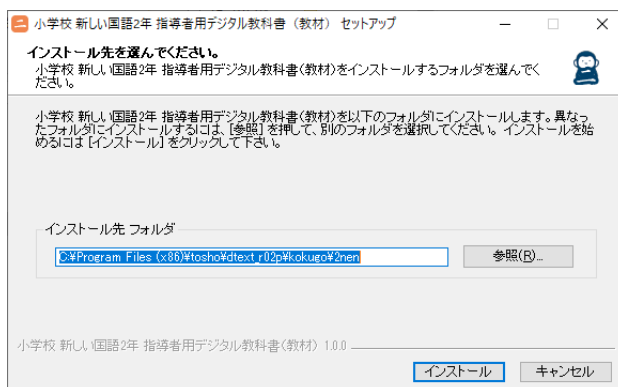 小学校 新しい国語2年 指導者用デジタル教科書（教材） セットアップ
インストール先を選んでください。
小学校 新しい国語2年 指導者用デジタル教科書(教材)をインストールするフォルダを選んでく
ださい。
小学校 新しい国語2年 指導者用デジタル教科書(教材)を以下のフォルダにインストールします。異なっ
たフォルダにインストールするには、[参照] を押して、別のフォルダを選択してください。 インストールを始
めるには [インストール] をクリックして下さい。
インストール先 フォルダ
C:¥Program Files (x86)¥tosho¥dtext_r02p¥kokugo¥2nen
参照(R)...
小学校 新しい国語2年 指導者用デジタル教科書(教材) 1.0.0
インストール
キャンセル